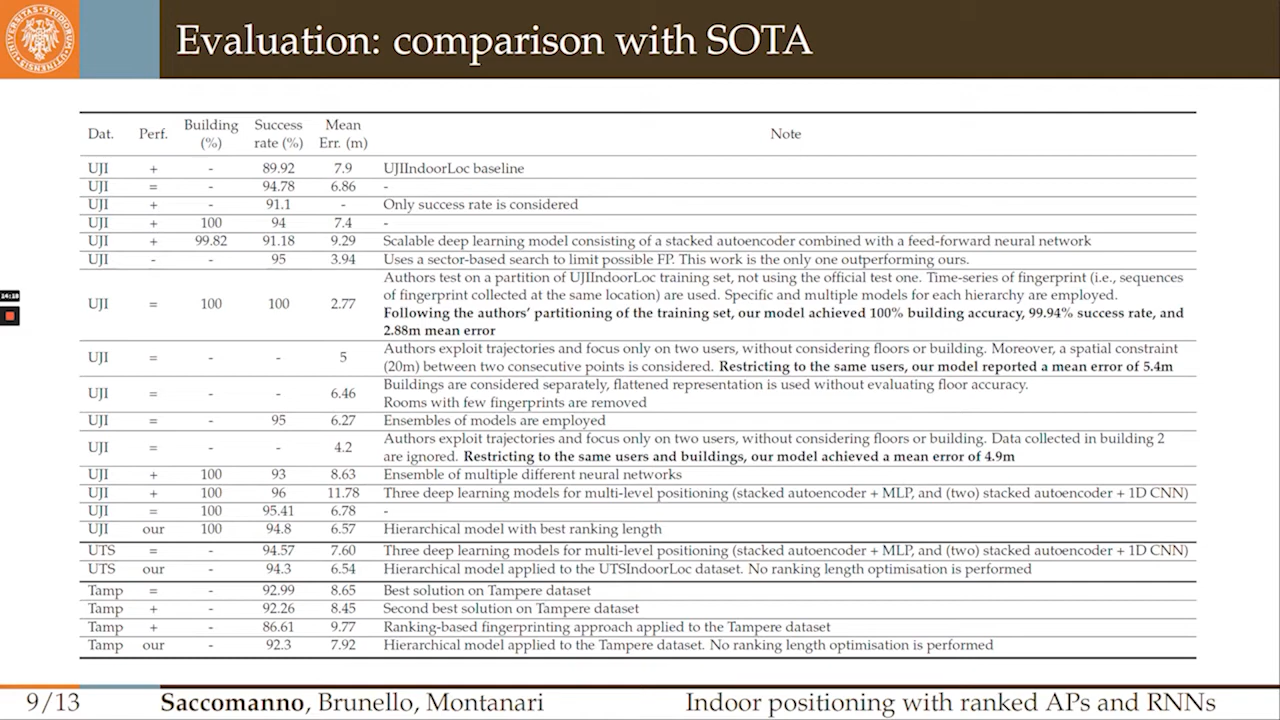 Evaluation: comparison with SOTA
Dat. Perf. Building (%) Success rate (%) Mean Err. (m) Note
UJI + - 89.92 7.9 UJIIndoorLoc baseline
UJI = - 94.78 6.86 -
UJI + - 91.1 - Only success rate is considered
UJI + 100 94 7.4 -
UJI + 99.82 91.18 9.29 Scalable deep learning model consisting of a stacked autoencoder combined with a feed-forward neural network
UJI - - 95 3.94 Uses a sector-based search to limit possible FP. This work is the only one outperforming ours.
UJI = 100 100 2.77 Authors test on a partition of UJIIndoorLoc training set, not using the official test one. Time-series of fingerprint (i.e., sequences
of fingerprint collected at the same location) are used. Specific and multiple models for each hierarchy are employed.
Following the authors' partitioning of the training set, our model achieved 100% building accuracy, 99.94% success rate, and
2.88m mean error
UJI = - - 5 Authors exploit trajectories and focus only on two users, without considering floors or building. Moreover, a spatial constraint
(20m) between two consecutive points is considered. Restricting to the same users, our model reported a mean error of 5.4m
UJI = - - 6.46 Buildings are considered separately, flattened representation is used without evaluating floor accuracy.
Rooms with few fingerprints are removed
UJI = - 95 6.27 Ensembles of models are employed
UJI = - - 4.2 Authors exploit trajectories and focus only on two users, without considering floors or building. Data collected in building 2
are ignored. Restricting to the same users and buildings, our model achieved a mean error of 4.9m
UJI + 100 93 8.63 Ensemble of multiple different neural networks
UJI + 100 96 11.78 Three deep learning models for multi-level positioning (stacked autoencoder + MLP, and (two) stacked autoencoder + 1D CNN)
UJI = 100 95.41 6.78 -
UJI our 100 94.8 6.57 Hierarchical model with best ranking length
UTS = - 94.57 7.60 Three deep learning models for multi-level positioning (stacked autoencoder + MLP, and (two) stacked autoencoder + 1D CNN)
UTS our - 94.3 6.54 Hierarchical model applied to the UTSIndoorLoc dataset. No ranking length optimisation is performed
Tamp = - 92.99 8.65 Best solution on Tampere dataset
Tamp + - 92.26 8.45 Second best solution on Tampere dataset
Tamp + - 86.61 9.77 Ranking-based fingerprinting approach applied to the Tampere dataset
Tamp our - 92.3 7.92 Hierarchical model applied to the Tampere dataset. No ranking length optimisation is performed
9/13 Saccomanno, Brunello, Montanari Indoor positioning with ranked APs and RNNs